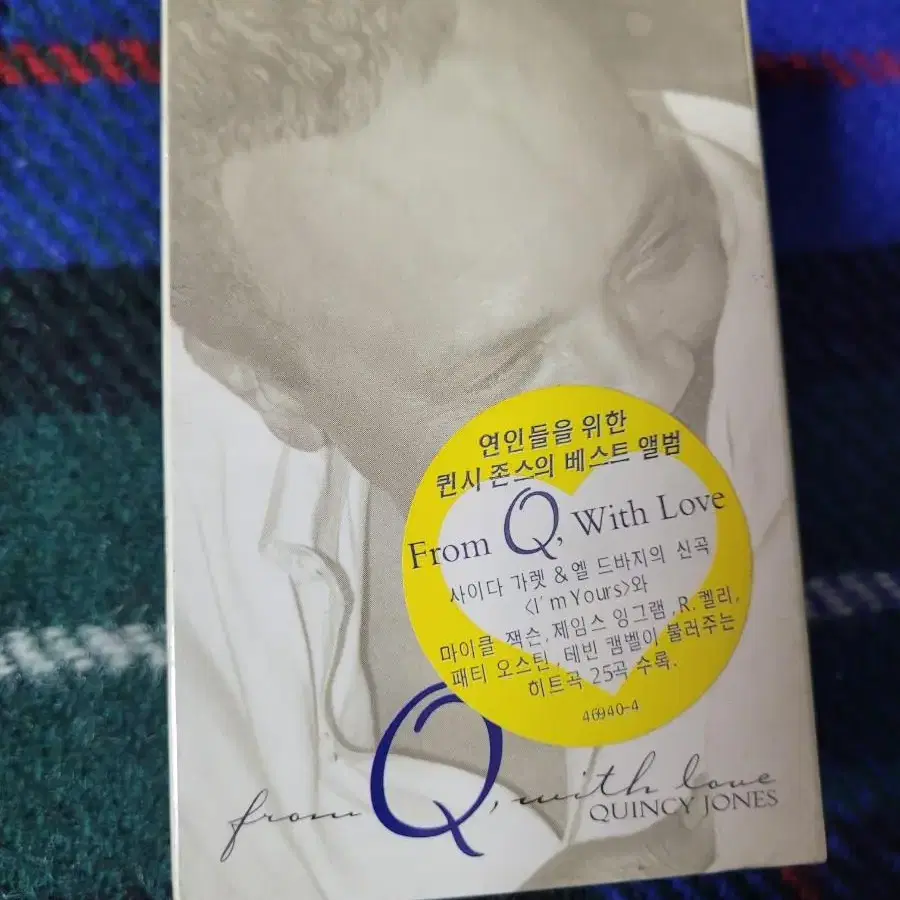 연인들을 위한
퀸시 존스의 베스트 앨범
From Q, With Love
사이다 가렛 & 엘 드바지의 신곡
<I'm Yours>와
마이클 잭슨, 제임스 잉그램, R. 켈리,
패티 오스틴, 테빈 캠벨이 불러주는
히트곡 25곡 수록.
46940-4
from Q, with love
QUINCY JONES